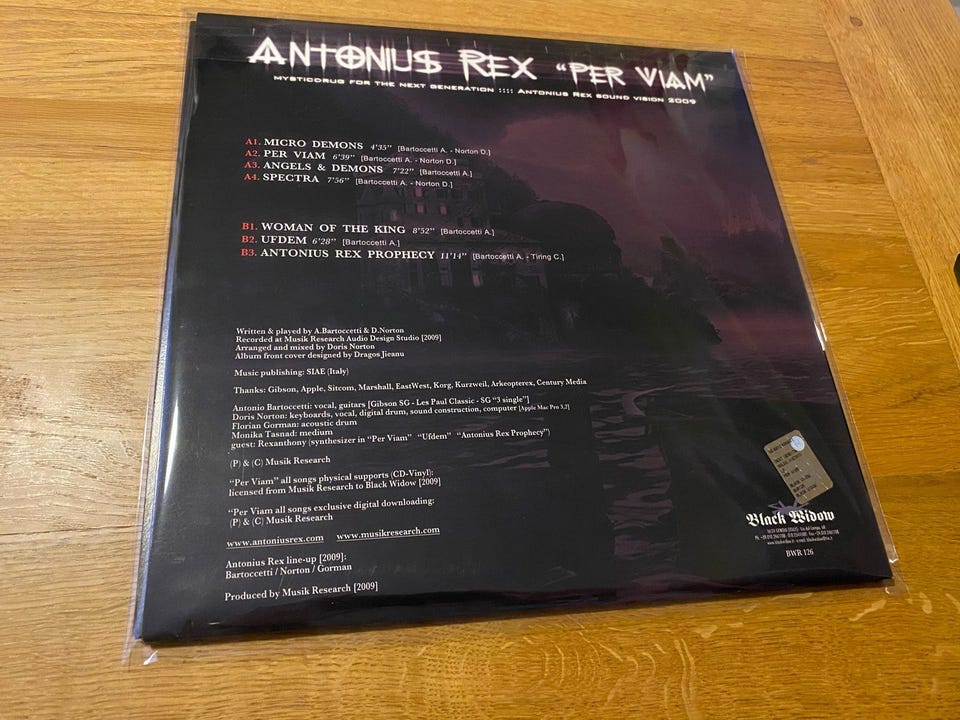 ANTONIUS REX "PER VIAM"
MYSTICDRUG FOR THE NEXT GENERATION :::: ANTONIUS REX SOUND VISION 2009
A1. MICRO DEMONS 4'35" [Bartoccetti A. - Norton D.]
A2. PER VIAM 6'39" [Bartoccetti A. - Norton D.]
A3. ANGELS & DEMONS 7'22" [Bartoccetti A.]
A4. SPECTRA 7'56" [Bartoccetti A. - Norton D.]
B1. WOMAN OF THE KING 8'52" [Bartoccetti A.]
B2. UFDEM 6'28" [Bartoccetti A.]
B3. ANTONIUS REX PROPHECY 11'14" [Bartoccetti A. - Tiring C.]
Written & played by A.Bartoccetti & D.Norton
Recorded at Musik Research Audio Design Studio [2009]
Arranged and mixed by Doris Norton
Album front cover designed by Dragos Jieanu
Music publishing: SIAE (Italy)
Thanks: Gibson, Apple, Sitcom, Marshall, EastWest, Korg, Kurzweil, Arkeopterex, Century Media
Antonio Bartoccetti: vocal, guitars [Gibson SG - Les Paul Classic - SG "3 single"]
Doris Norton: keyboards, vocal, digital drum, sound construction, computer [Apple Mac Pro 3,2]
Florian Gorman: acoustic drum
Monika Tasnad: medium
guest: Rexanthony (synthesizer in "Per Viam" "Ufdem" "Antonius Rex Prophecy")
(P) & (C) Musik Research
"Per Viam" all songs physical supports (CD-Vinyl):
licensed from Musik Research to Black Widow [2009]
"Per Viam all songs exclusive digital downloading:
(P) & (C) Musik Research
www.antoniusrex.com www.musikresearch.com
Antonius Rex line-up [2009]:
Bartoccetti / Norton / Gorman
Produced by Musik Research [2009]
Black Widow
BWR 126